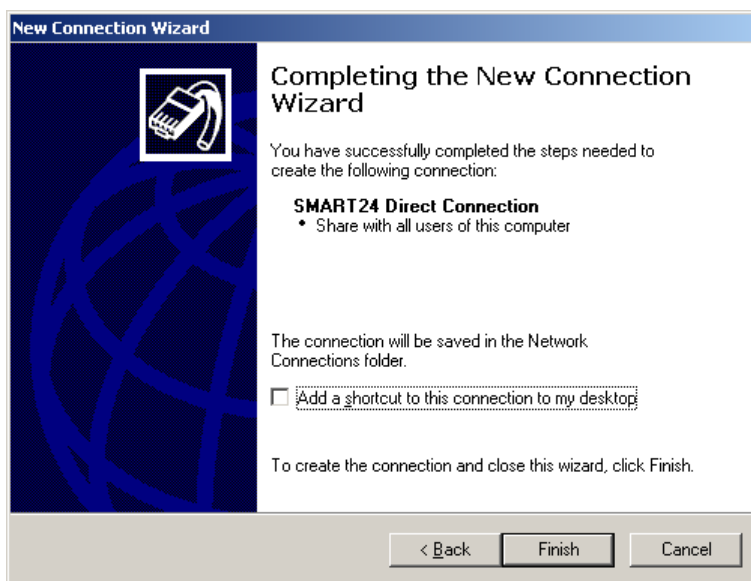 New Connection Wizard
Completing the New Connection
Wizard
You have successfully completed the steps needed to
create the following connection:
SMART24 Direct Connection
• Share with all users of this computer
The connection will be saved in the Network
Connections folder.
Add a shortcut to this connection to my desktop
To create the connection and close this wizard, click Finish.
< Back
Finish
Cancel